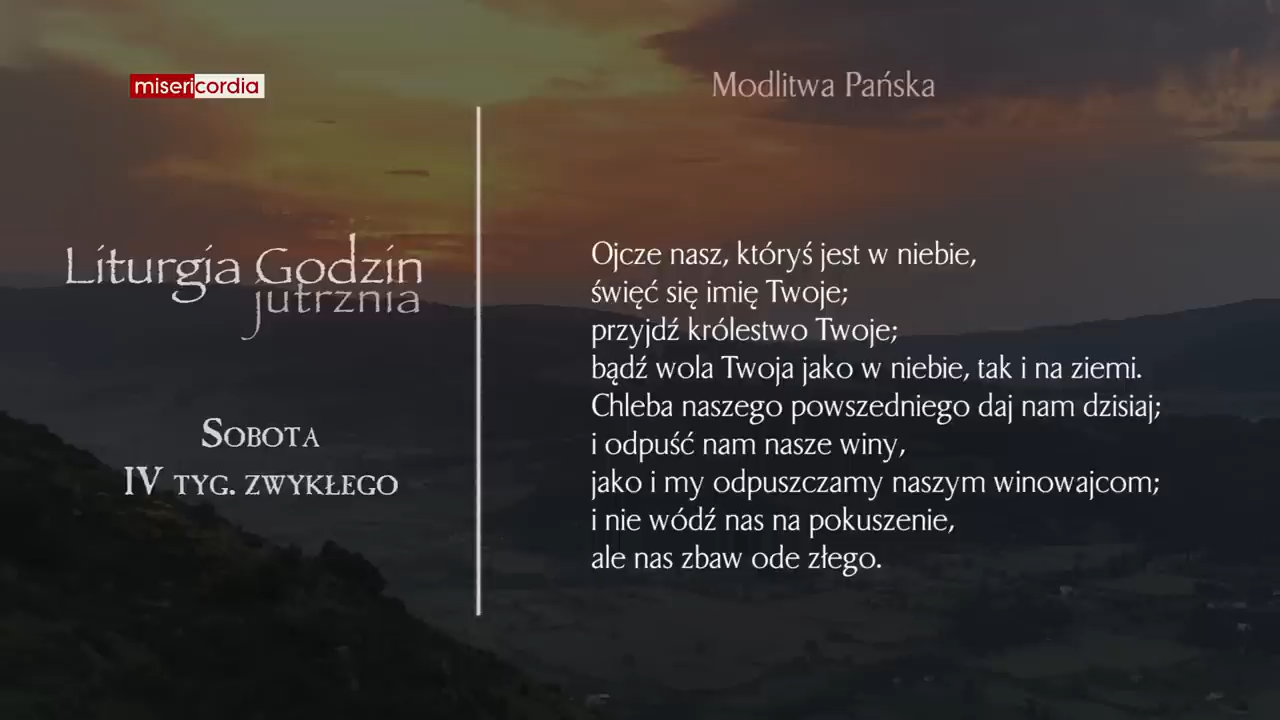 misericordia
Liturgia Godzin
jutrznia
Sobota
IV tyg. zwykłego
Modlitwa Pańska
Ojcze nasz, któryś jest w niebie,
święć się imię Twoje;
przyjdź królestwo Twoje;
bądź wola Twoja jako w niebie, tak i na ziemi.
Chleba naszego powszedniego daj nam dzisiaj;
i odpuść nam nasze winy,
jako i my odpuszczamy naszym winowajcom;
i nie wódź nas na pokuszenie,
ale nas zbaw ode złego.